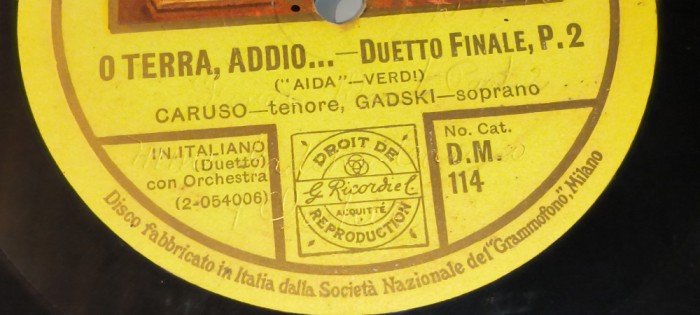 O TERRA, ADDIO...—DUETTO FINALE, P. 2
("AIDA"—VERDI)
CARUSO—tenore, GADSKI—soprano
IN ITALIANO
(Duetto)
con Orchestra
(2-054006)
DROIT DE
G. Ricordi e C.
ACQUITTÉ
REPRODUCTION
No. Cat.
D.M.
114
Disco fabbricato in Italia dalla Società Nazionale del "Grammofono", Milano